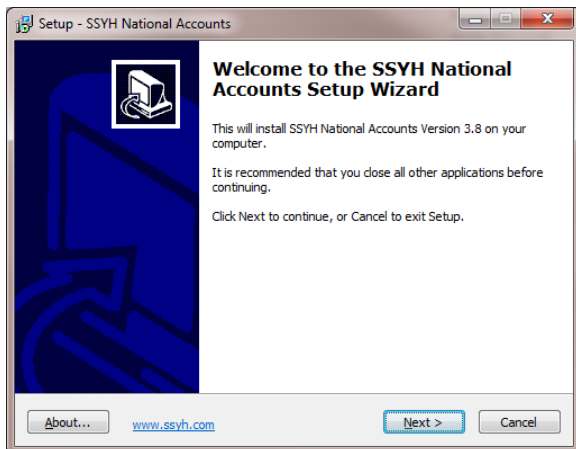 Setup - SSYH National Accounts
Welcome to the SSYH National
Accounts Setup Wizard
This will install SSYH National Accounts Version 3.8 on your
computer.
It is recommended that you close all other applications before
continuing.
Click Next to continue, or Cancel to exit Setup.
About...
www.ssyh.com
Next >
Cancel